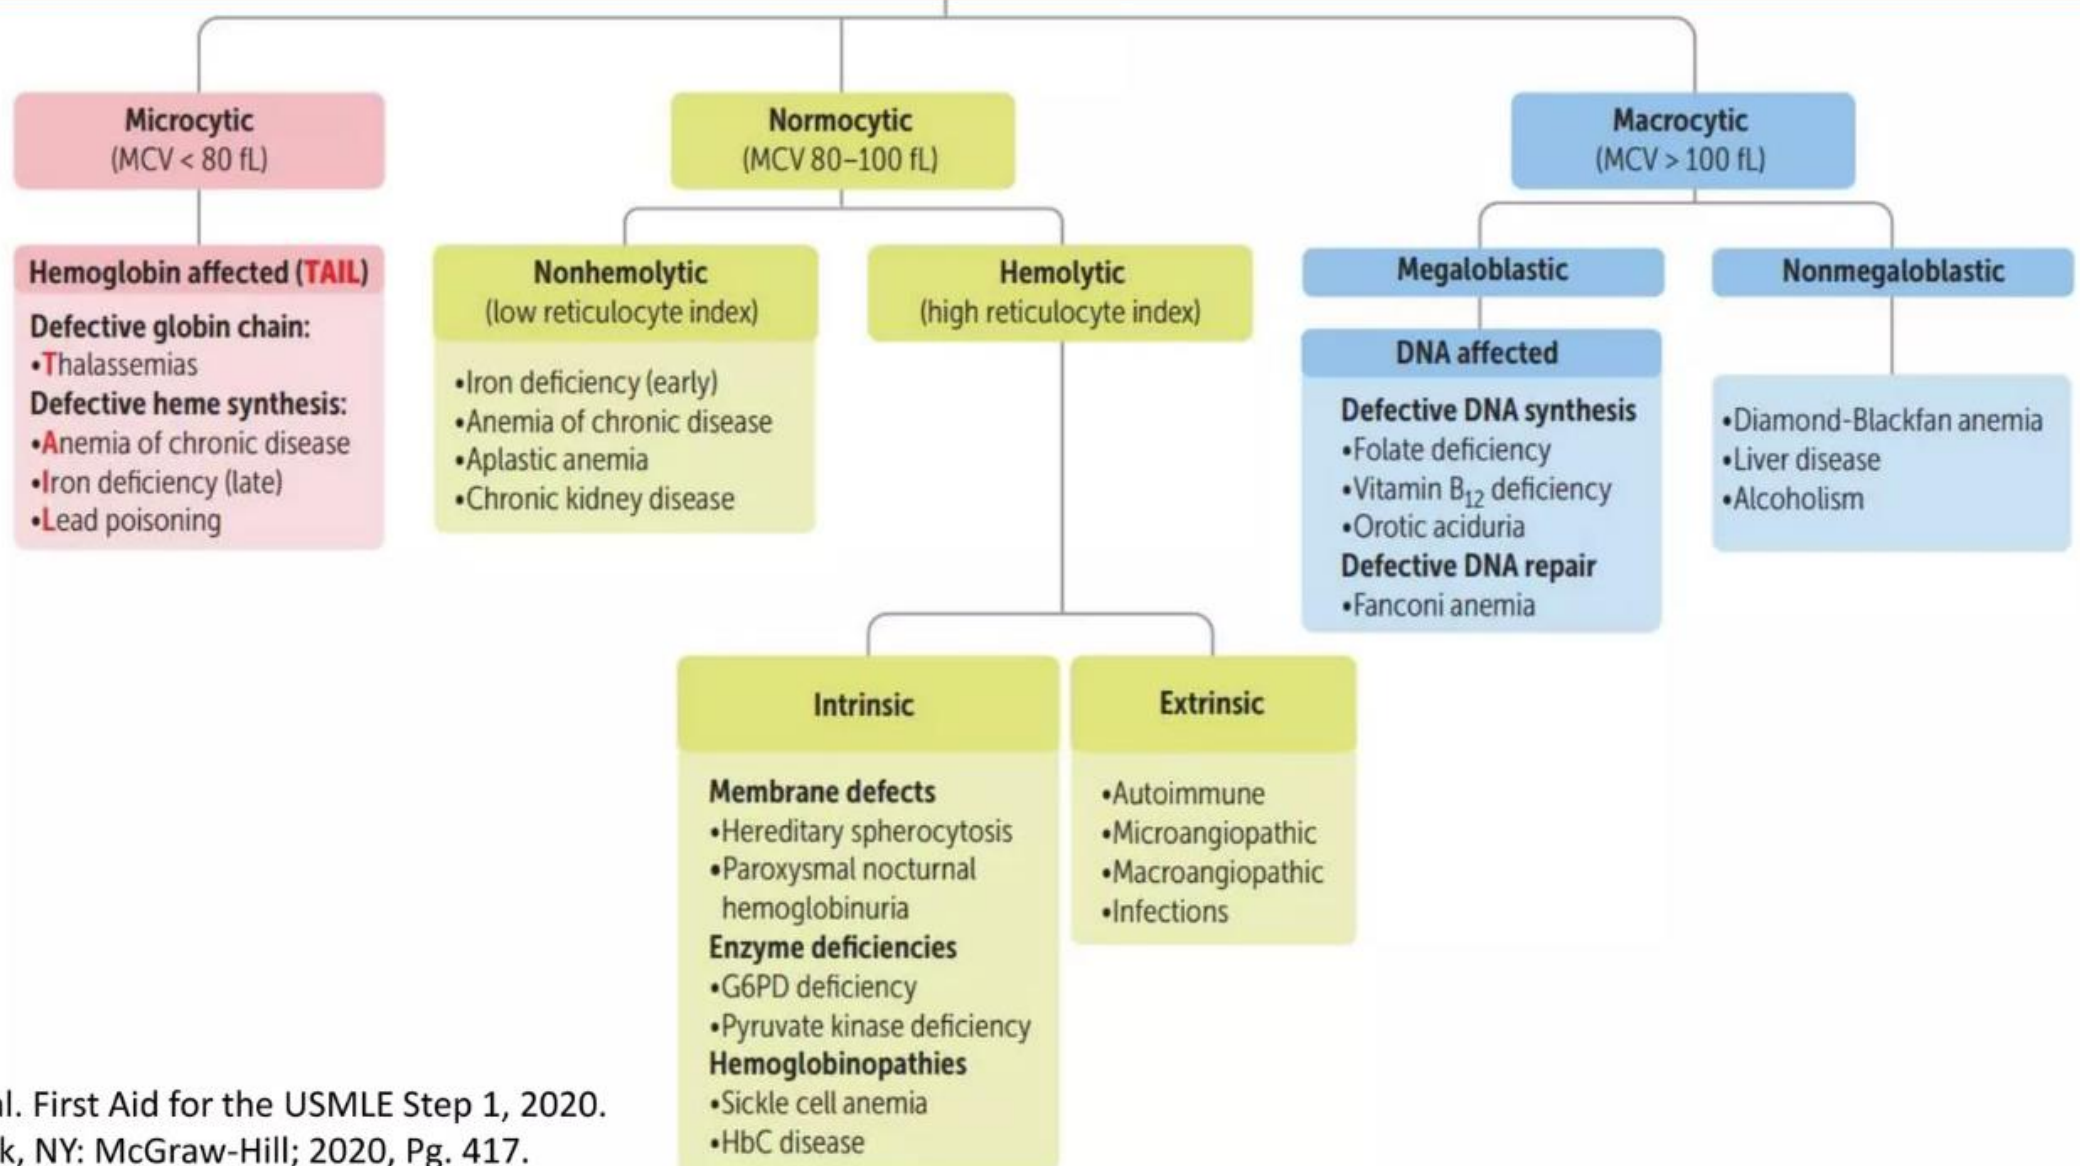 Microcytic
(MCV < 80 fL)
Normocytic
(MCV 80–100 fL)
Macrocytic
(MCV > 100 fL)
Hemoglobin affected (TAIL)
Defective globin chain:
•Thalassemias
Defective heme synthesis:
•Anemia of chronic disease
•Iron deficiency (late)
•Lead poisoning
Nonhemolytic
(low reticulocyte index)
•Iron deficiency (early)
•Anemia of chronic disease
•Aplastic anemia
•Chronic kidney disease
Hemolytic
(high reticulocyte index)
Megaloblastic
DNA affected
Defective DNA synthesis
•Folate deficiency
•Vitamin B12 deficiency
•Orotic aciduria
Defective DNA repair
•Fanconi anemia
Nonmegaloblastic
•Diamond-Blackfan anemia
•Liver disease
•Alcoholism
Intrinsic
Membrane defects
•Hereditary spherocytosis
•Paroxysmal nocturnal
hemoglobinuria
Enzyme deficiencies
•G6PD deficiency
•Pyruvate kinase deficiency
Hemoglobinopathies
•Sickle cell anemia
•HbC disease
Extrinsic
•Autoimmune
•Microangiopathic
•Macroangiopathic
•Infections
l. First Aid for the USMLE Step 1, 2020.
k, NY: McGraw-Hill; 2020, Pg. 417.